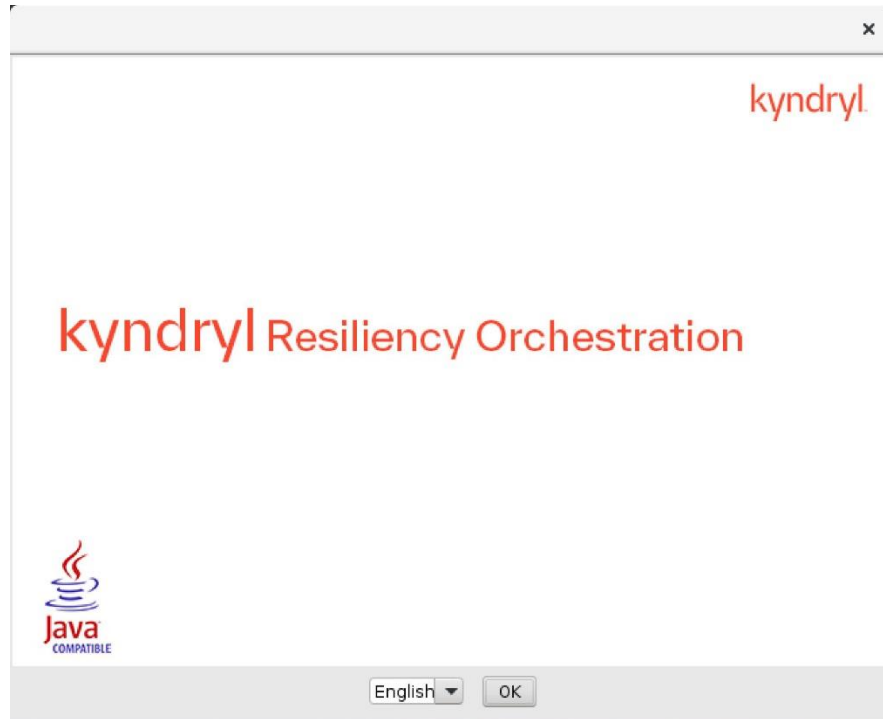 kyndryl
kyndryl Resiliency Orchestration
Java
COMPATIBLE
English OK